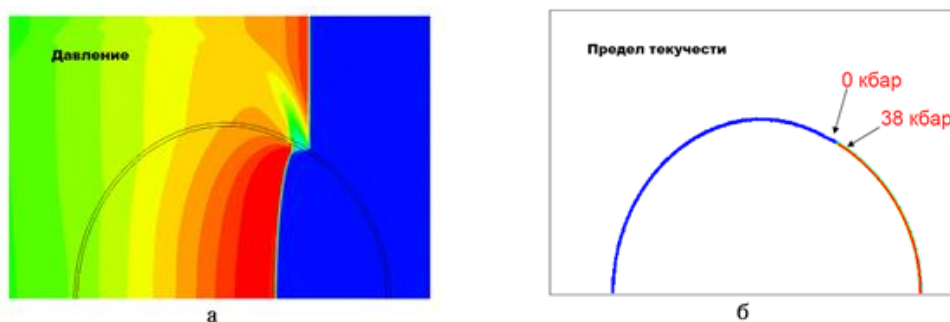 Давление
Предел текучести
0 кбар
38 кбар
а
б